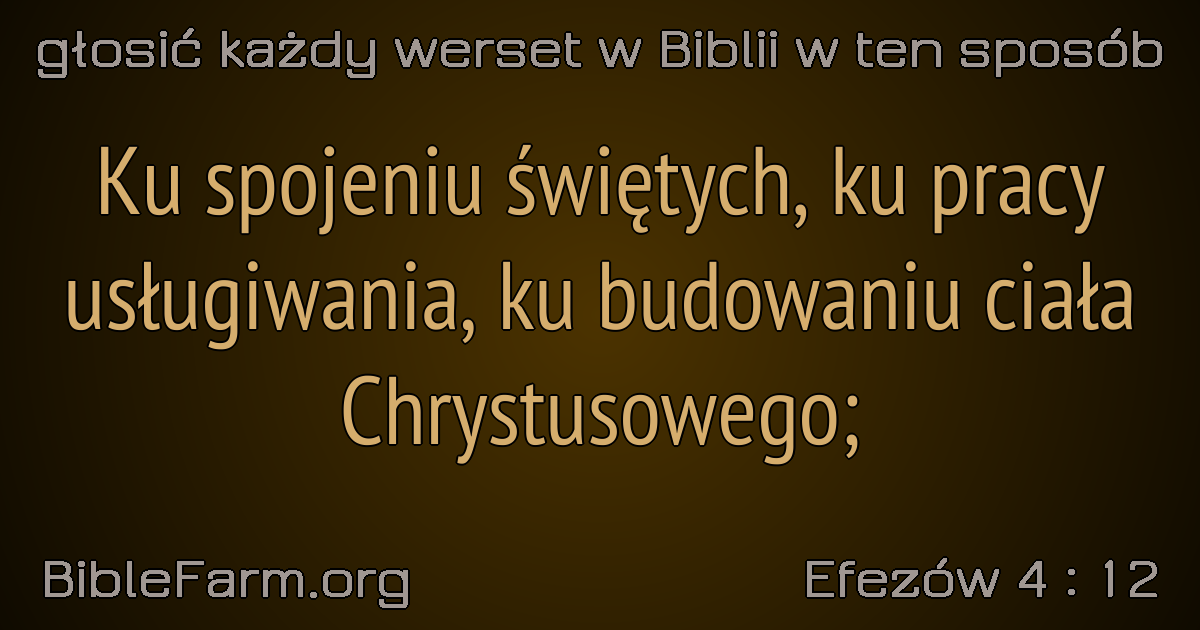 głosić każdy werset w Biblii w ten sposób
Ku spojeniu świętych, ku pracy
usługiwania, ku budowaniu ciała
Chrystusowego;
BibleFarm.org
Efezów 4 : 12